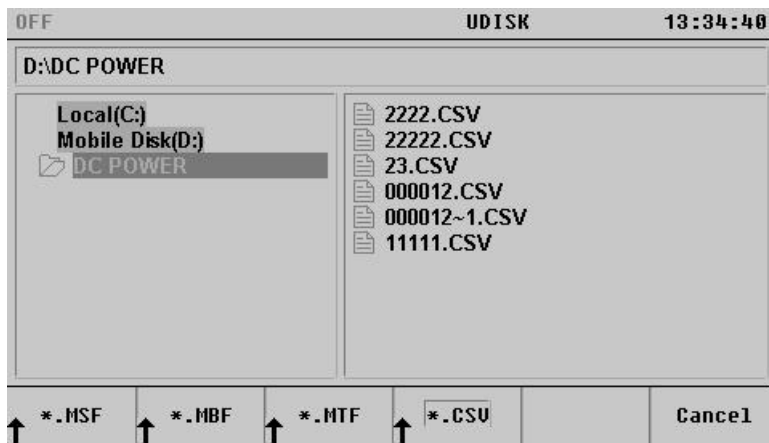 OFF UDISK 13:34:40
D:\DC POWER
Local(C:)
Mobile Disk(D:)
DC POWER
2222.CSV
22222.CSV
23.CSV
000012.CSV
000012~1.CSV
11111.CSV
*.MSF *.MBF *.MTF *.CSV Cancel